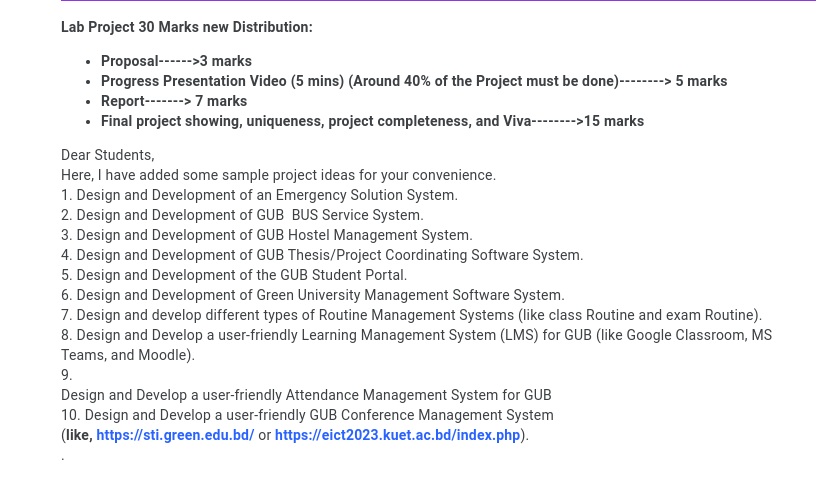 Lab Project 30 Marks new Distribution:
• Proposal------>3 marks
• Progress Presentation Video (5 mins) (Around 40% of the Project must be done)--------> 5 marks
• Report-------> 7 marks
• Final project showing, uniqueness, project completeness, and Viva-------->15 marks
Dear Students,
Here, I have added some sample project ideas for your convenience.
1. Design and Development of an Emergency Solution System.
2. Design and Development of GUB  BUS Service System.
3. Design and Development of GUB Hostel Management System.
4. Design and Development of GUB Thesis/Project Coordinating Software System.
5. Design and Development of the GUB Student Portal.
6. Design and Development of Green University Management Software System.
7. Design and develop different types of Routine Management Systems (like class Routine and exam Routine).
8. Design and Develop a user-friendly Learning Management System (LMS) for GUB (like Google Classroom, MS
Teams, and Moodle).
9.
Design and Develop a user-friendly Attendance Management System for GUB
10. Design and Develop a user-friendly GUB Conference Management System
(like, https://sti.green.edu.bd/ or https://eict2023.kuet.ac.bd/index.php).
.